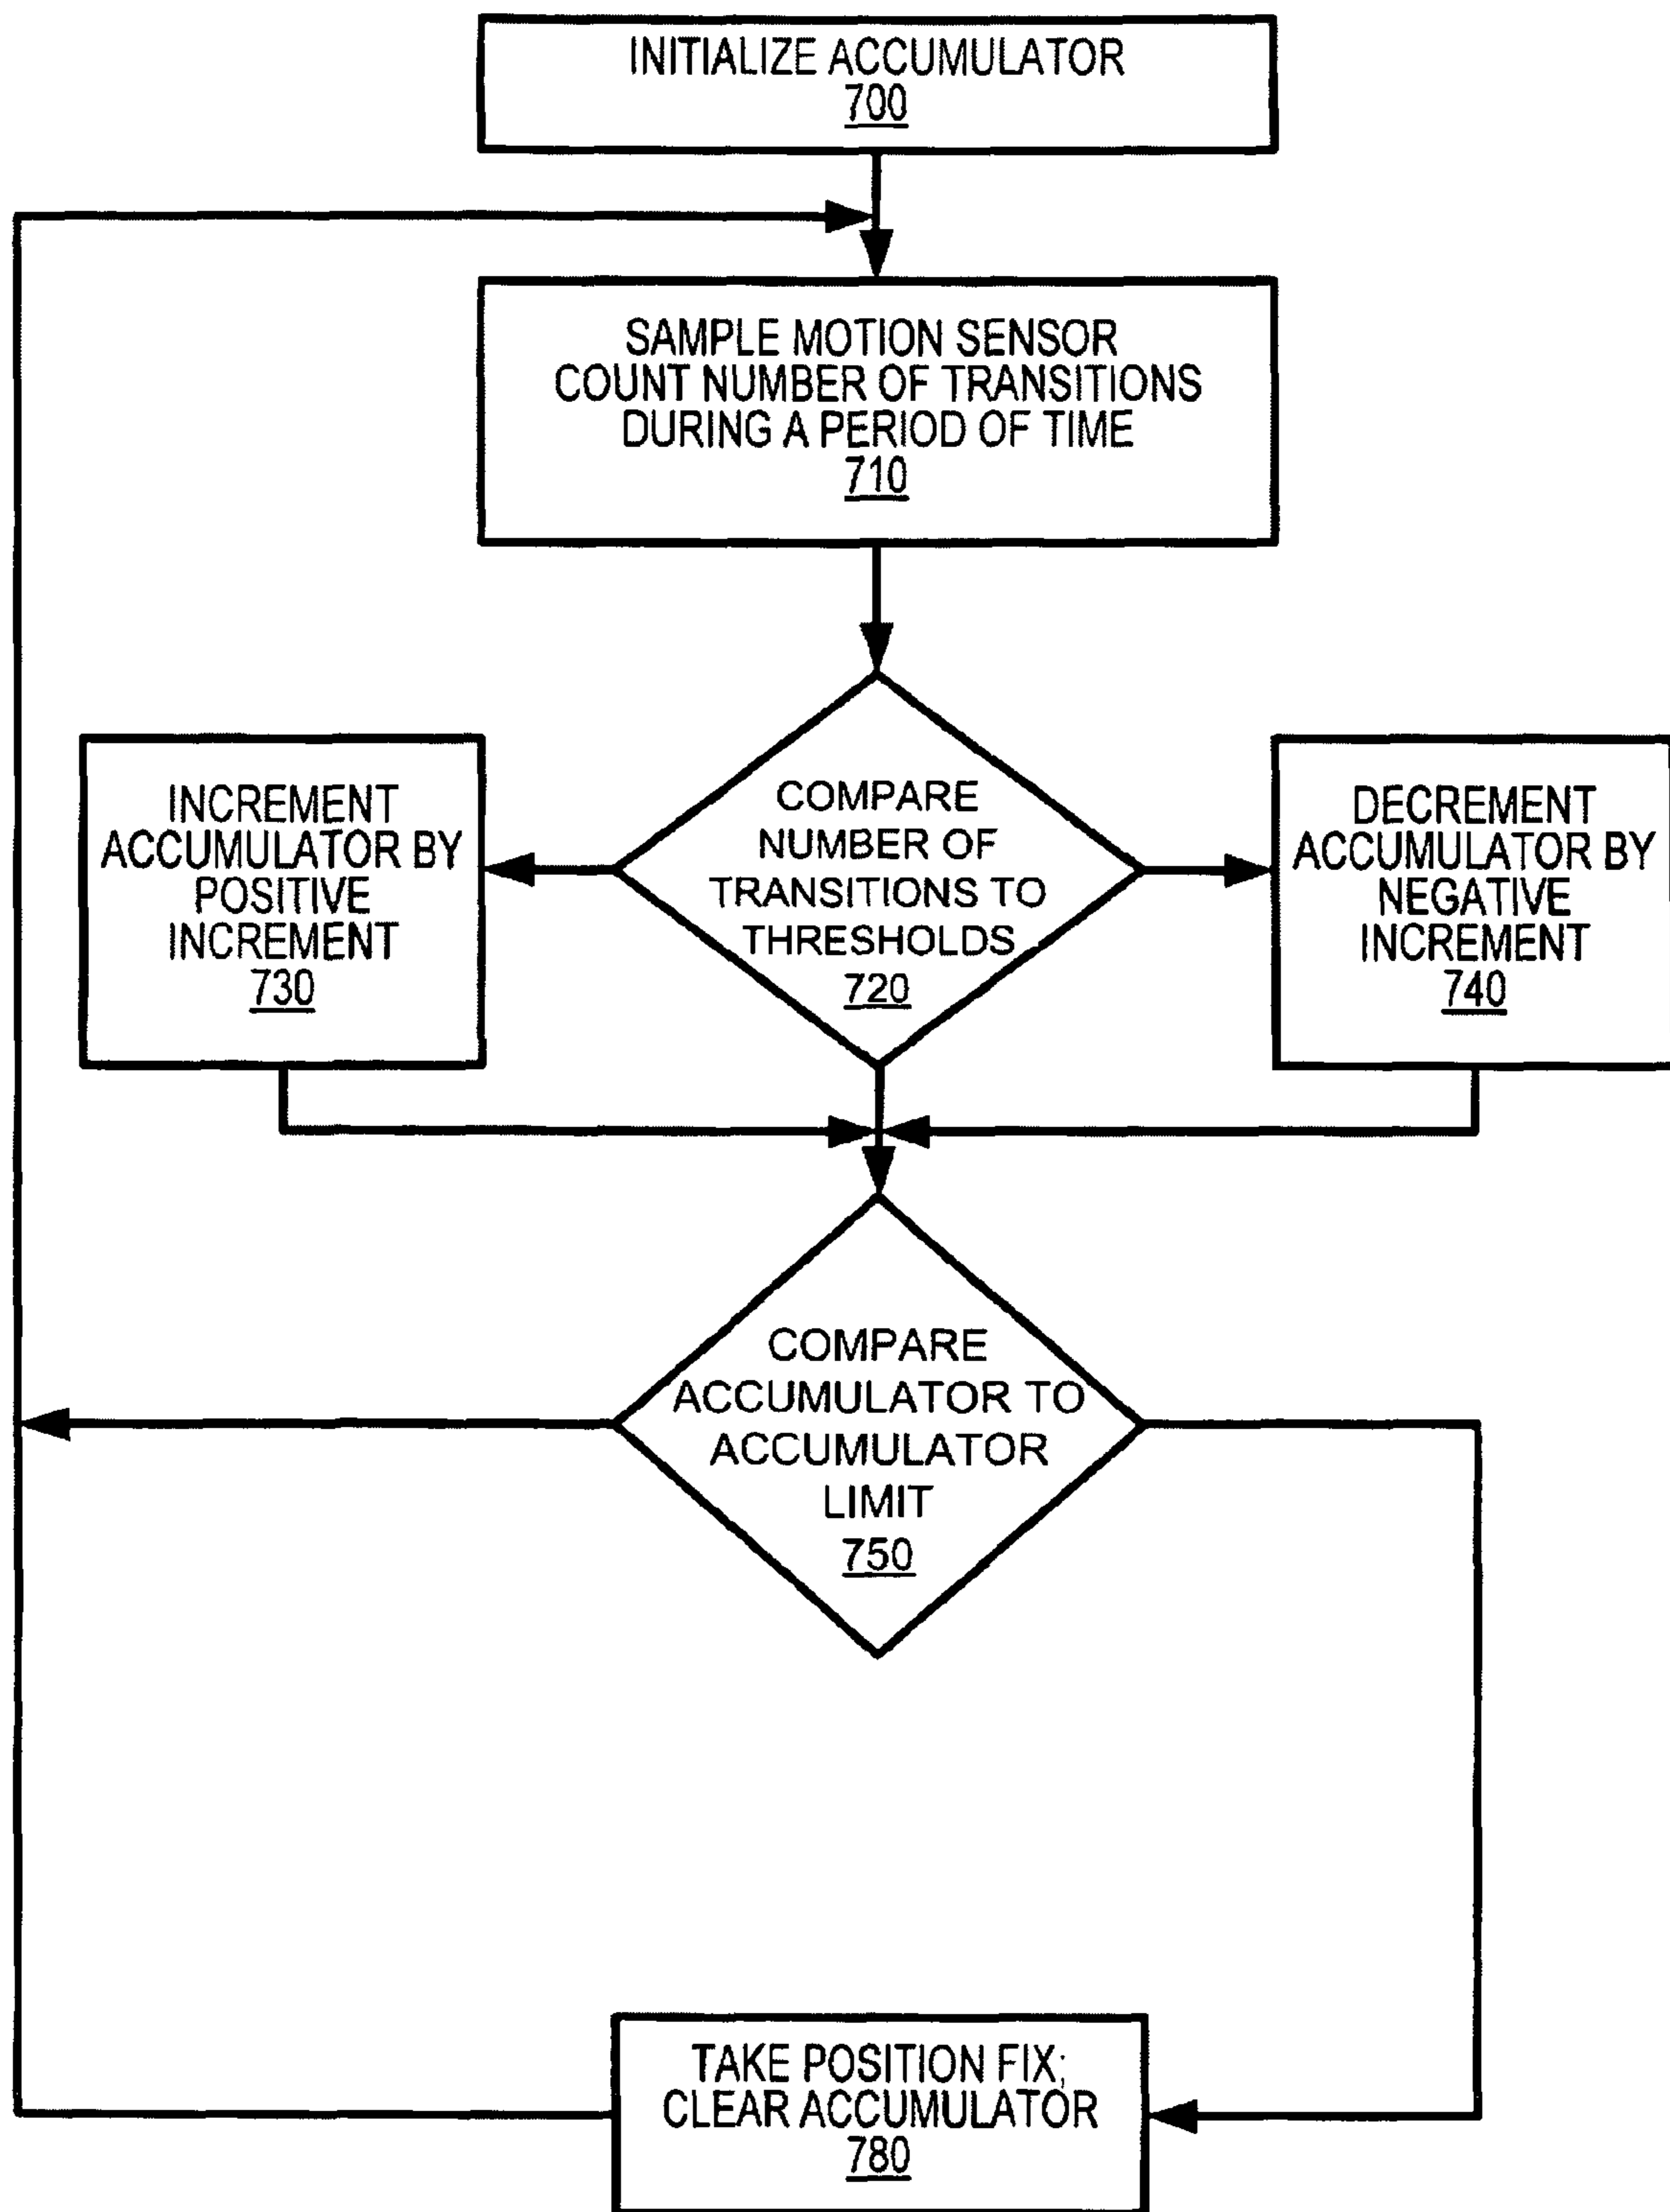 INITIALIZE ACCUMULATOR
700
SAMPLE MOTION SENSOR
COUNT NUMBER OF TRANSITIONS
DURING A PERIOD OF TIME
710
COMPARE
NUMBER OF
TRANSITIONS TO
THRESHOLDS
720
INCREMENT
ACCUMULATOR BY
POSITIVE
INCREMENT
730
DECREMENT
ACCUMULATOR BY
NEGATIVE
INCREMENT
740
COMPARE
ACCUMULATOR TO
ACCUMULATOR
LIMIT
750
TAKE POSITION FIX;
CLEAR ACCUMULATOR
780